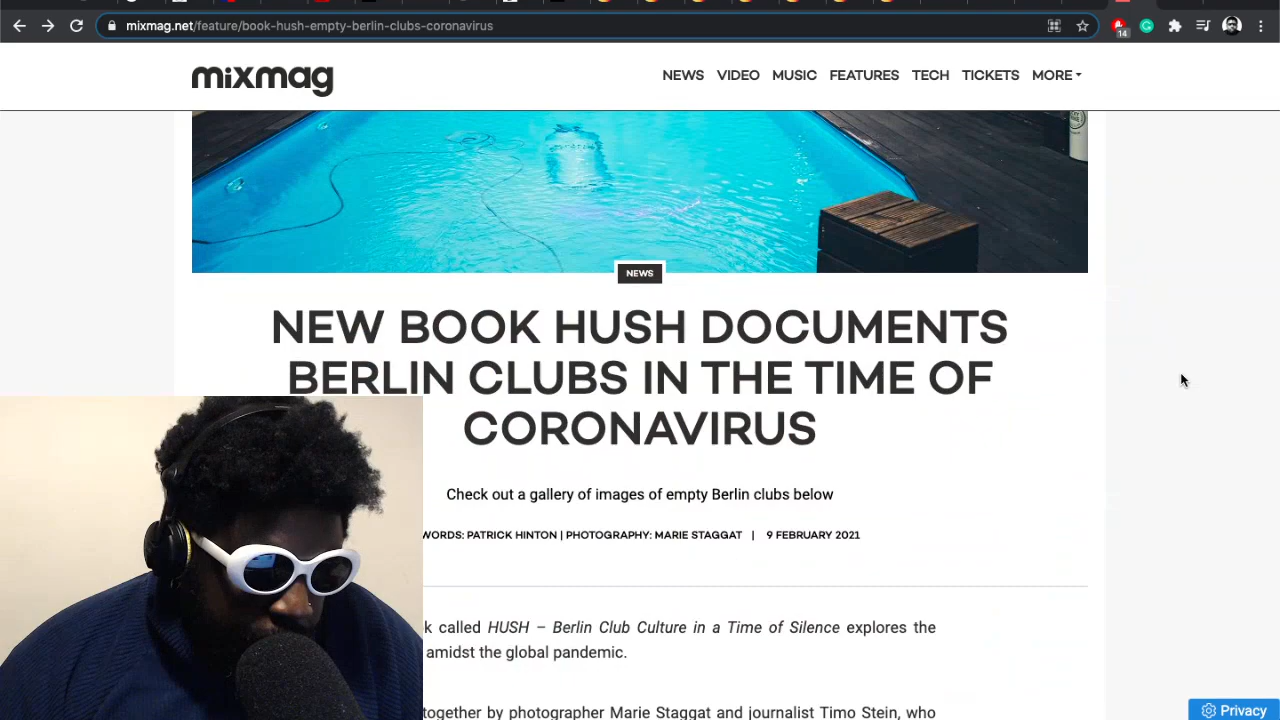 mixmag.net/feature/book-hush-empty-berlin-clubs-coronavirus
14
mixmag
NEWS VIDEO MUSIC FEATURES TECH TICKETS MORE
NEWS
NEW BOOK HUSH DOCUMENTS
BERLIN CLUBS IN THE TIME OF
CORONAVIRUS
Check out a gallery of images of empty Berlin clubs below
WORDS: PATRICK HINTON | PHOTOGRAPHY: MARIE STAGGAT | 9 FEBRUARY 2021
called HUSH – Berlin Club Culture in a Time of Silence explores the
amidst the global pandemic.
together by photographer Marie Staggat and journalist Timo Stein, who
Privacy